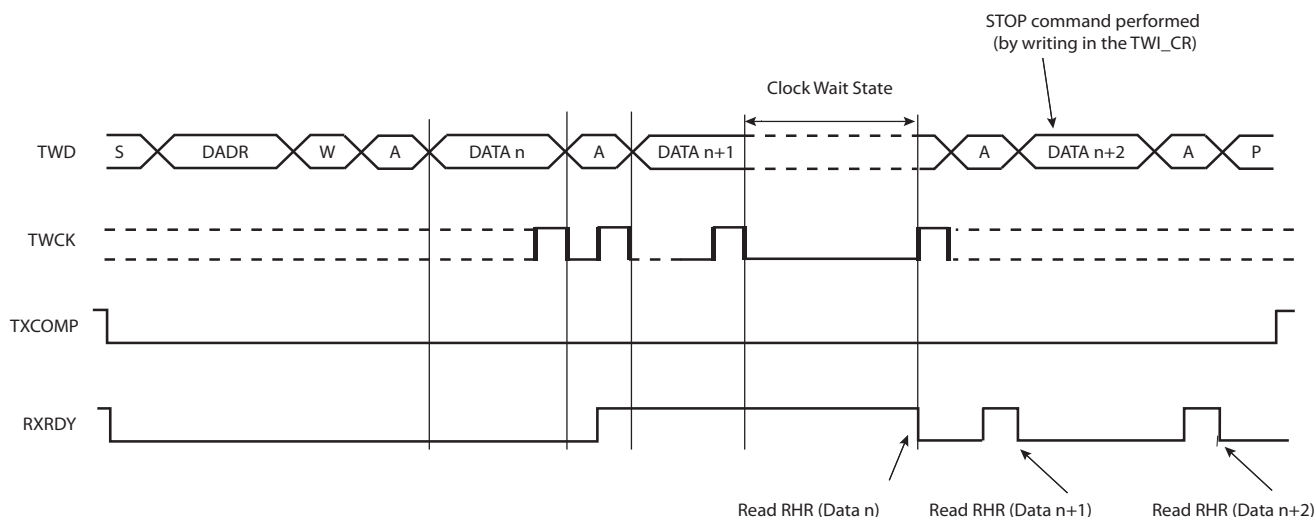 STOP command performed
(by writing in the TWI_CR)
Clock Wait State
TWD S DADR W A DATA n A DATA n+1 A DATA n+2 A P
TWCK
TXCOMP
RXRDY
Read RHR (Data n) Read RHR (Data n+1) Read RHR (Data n+2)